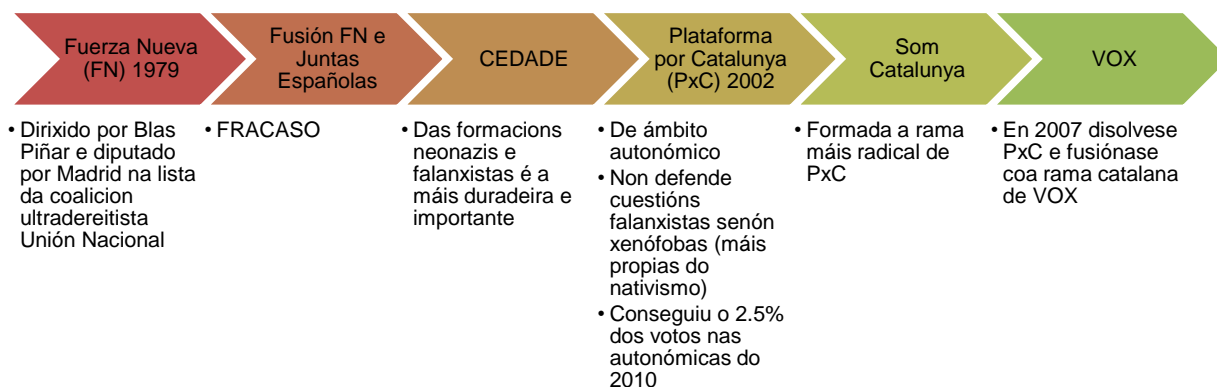 Fuerza Nueva
(FN) 1979
Fusión FN e
Juntas
Españolas
CEDADE
Plataforma
por Catalunya
(PxC) 2002
Som
Catalunya
VOX
• Dirixido por Blas
Piñar e diputado
por Madrid na lista
da coalicion
ultradereitista
Unión Nacional
• FRACASO
• Das formacions
neonazis e
falanxistas é a
máis duradeira e
importante
• De ámbito
autonómico
• Non defende
cuestións
falanxistas senón
xenófobas (máis
propias do
nativismo)
• Conseguiu o 2.5%
dos votos nas
autonómicas do
2010
• Formada a rama
máis radical de
PxC
• En 2007 disolvese
PxC e fusiónase
coa rama catalana
de VOX